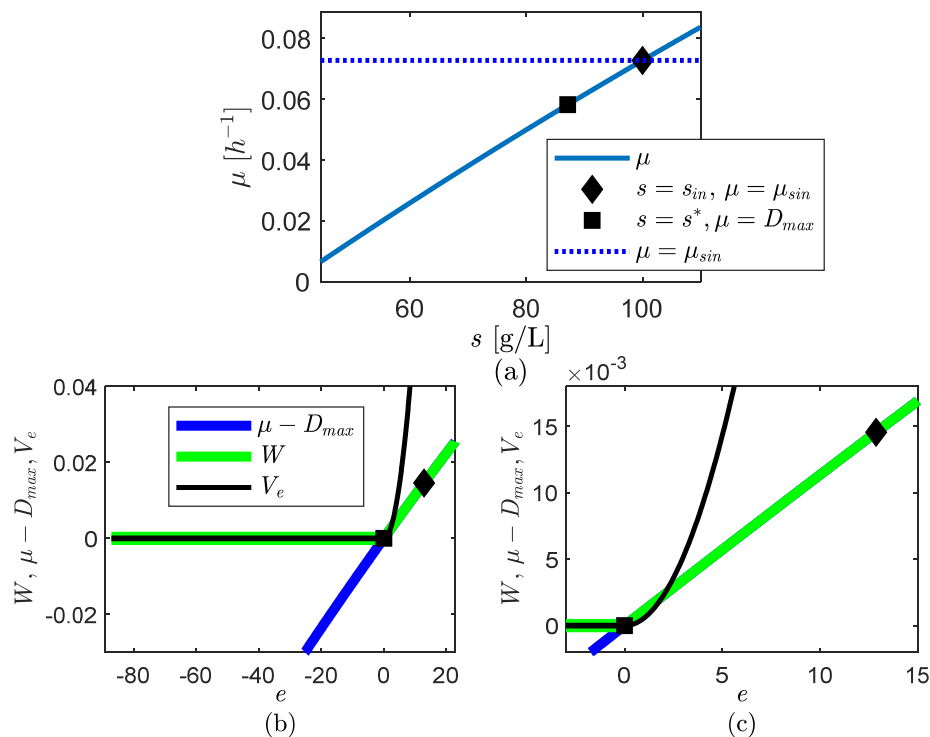 0.08
0.06
0.04
0.02
0
μ [h⁻¹]
μ
s = s_in, μ = μ_sin
s = s*, μ = D_max
μ = μ_sin
60 80 100
s [g/L]
(a)
0.04
0.02
0
-0.02
W, μ − D_max, V_e
μ − D_max
W
V_e
-80 -60 -40 -20 0 20
e
(b)
×10⁻³
15
10
5
0
W, μ − D_max, V_e
0 5 10 15
e
(c)